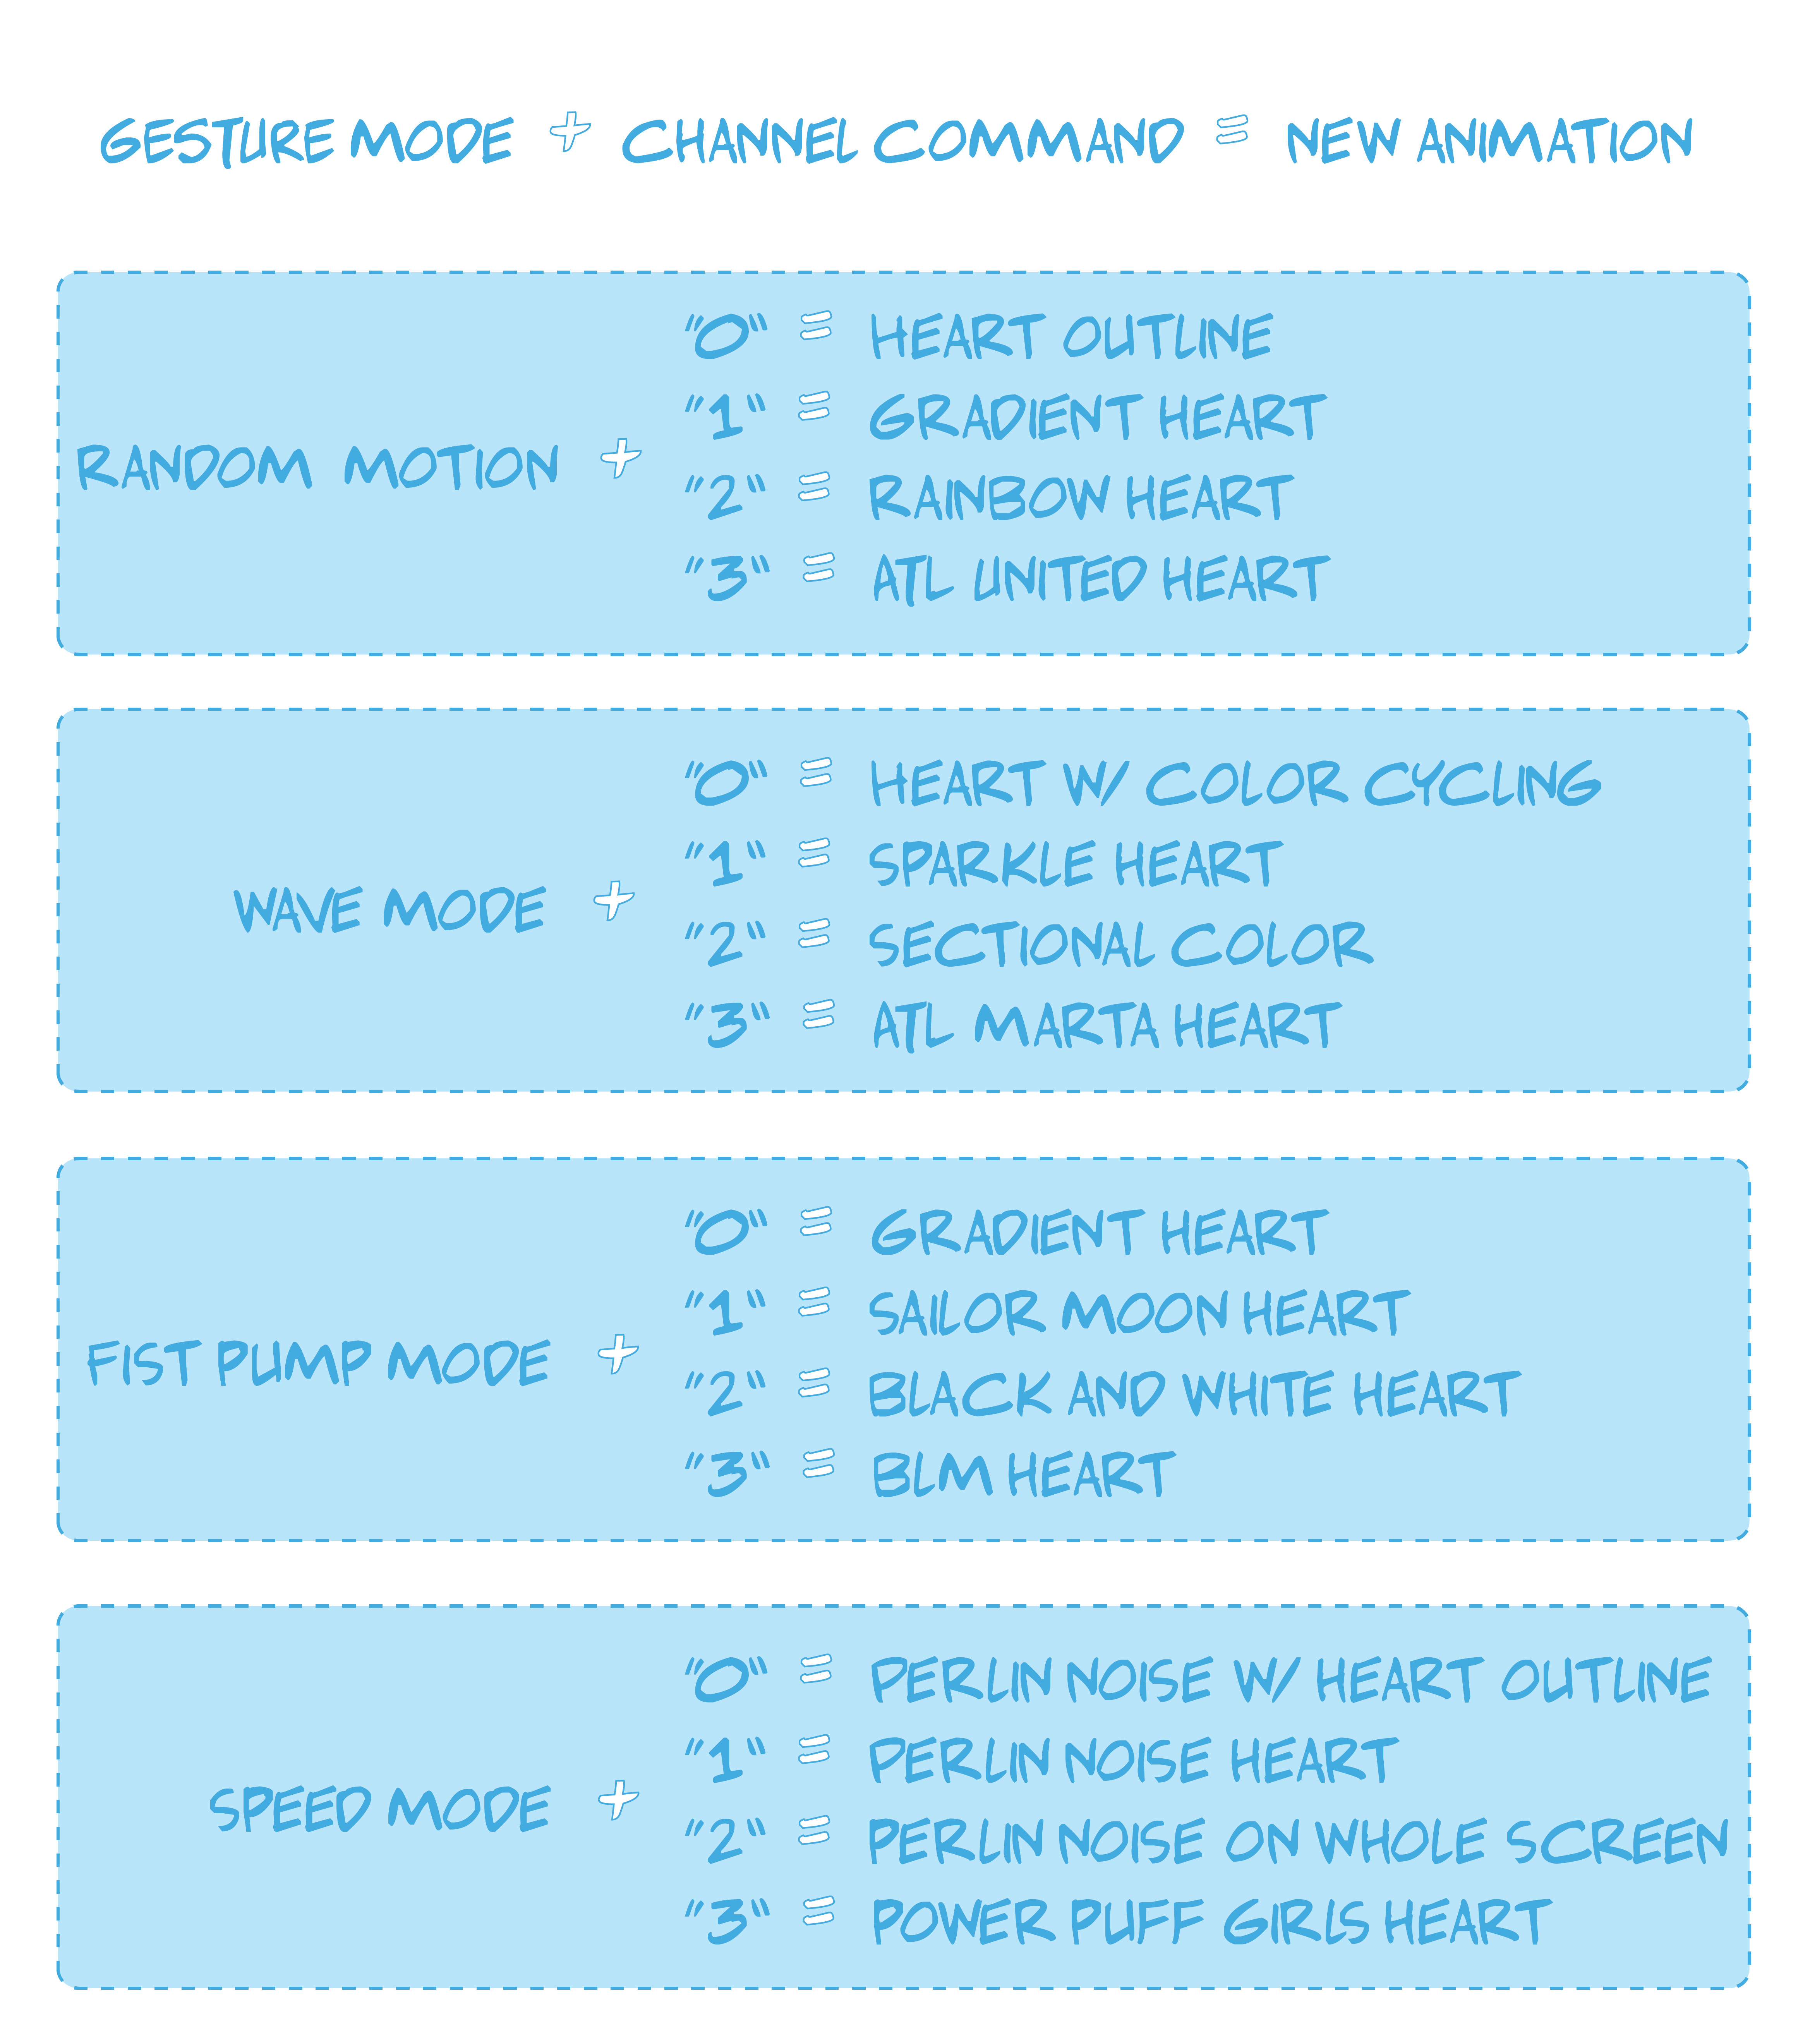 GESTURE MODE + CHANNEL COMMAND = NEW ANIMATION
RANDOM MOTION +
"0" = HEART OUTLINE
"1" = GRADIENT HEART
"2" = RAINBOW HEART
"3" = ATL UNITED HEART
WAVE MODE +
"0" = HEART W/ COLOR CYCLING
"1" = SPARKLE HEART
"2" = SECTIONAL COLOR
"3" = ATL MARTA HEART
FIST PUMP MODE +
"0" = GRADIENT HEART
"1" = SAILOR MOON HEART
"2" = BLACK AND WHITE HEART
"3" = BLM HEART
SPEED MODE +
"0" = PERLIN NOISE W/ HEART OUTLINE
"1" = PERLIN NOISE HEART
"2" = PERLIN NOISE ON WHOLE SCREEN
"3" = POWER PUFF GIRLS HEART